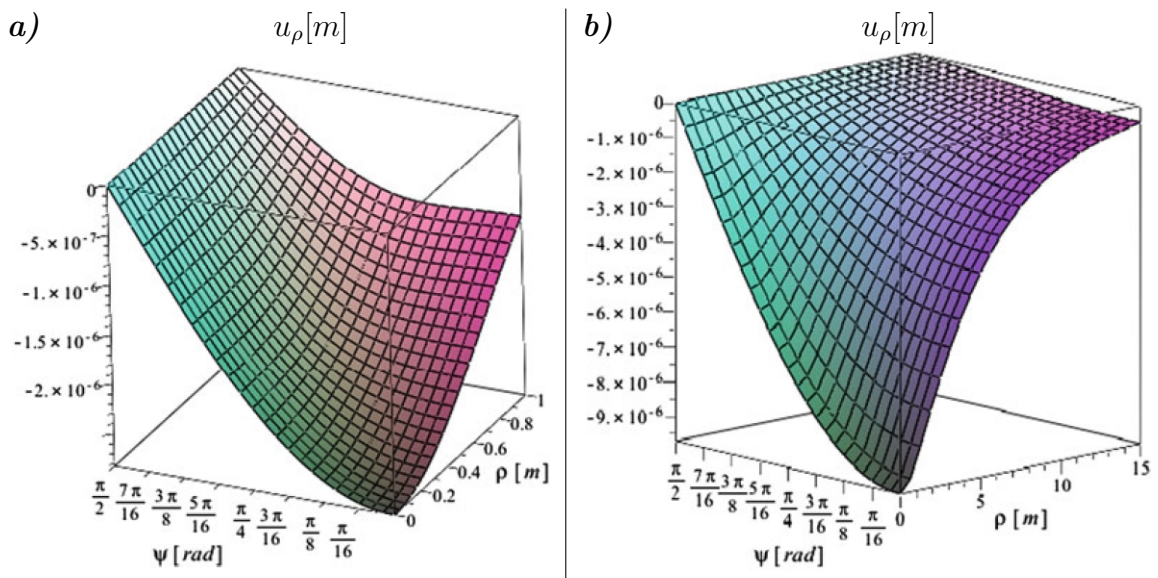 a) u_ρ[m]
0
-5.×10⁻⁷
-1.×10⁻⁶
-1.5×10⁻⁶
-2.×10⁻⁶
π/2 7π/16 3π/8 5π/16 π/4 3π/16 π/8 π/16 0
ψ [rad]
0.2 0.4 0.6 0.8 1
ρ [m]
b) u_ρ[m]
0
-1.×10⁻⁶
-2.×10⁻⁶
-3.×10⁻⁶
-4.×10⁻⁶
-5.×10⁻⁶
-6.×10⁻⁶
-7.×10⁻⁶
-8.×10⁻⁶
-9.×10⁻⁶
π/2 7π/16 3π/8 5π/16 π/4 3π/16 π/8 π/16 0
ψ [rad]
5 10 15
ρ [m]